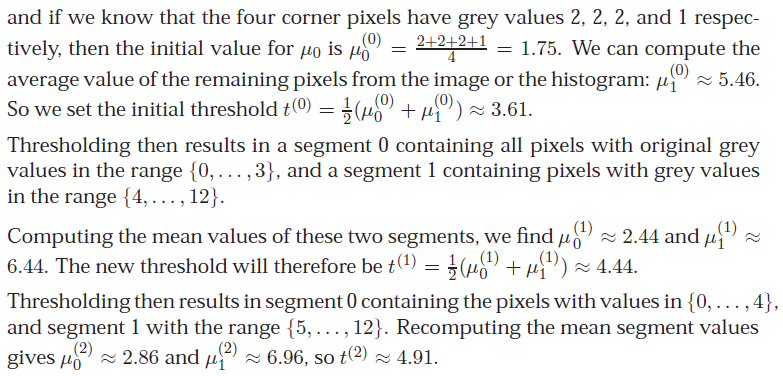 and if we know that the four corner pixels have grey values 2, 2, 2, and 1 respec-
tively, then the initial value for μ₀ is μ₀⁽⁰⁾ = (2+2+2+1)/4 = 1.75. We can compute the
average value of the remaining pixels from the image or the histogram: μ₁⁽⁰⁾ ≈ 5.46.
So we set the initial threshold t⁽⁰⁾ = ½(μ₀⁽⁰⁾ + μ₁⁽⁰⁾) ≈ 3.61.
Thresholding then results in a segment 0 containing all pixels with original grey
values in the range {0, . . . , 3}, and a segment 1 containing pixels with grey values
in the range {4, . . . , 12}.
Computing the mean values of these two segments, we find μ₀⁽¹⁾ ≈ 2.44 and μ₁⁽¹⁾ ≈
6.44. The new threshold will therefore be t⁽¹⁾ = ½(μ₀⁽¹⁾ + μ₁⁽¹⁾) ≈ 4.44.
Thresholding then results in segment 0 containing the pixels with values in {0, . . . , 4},
and segment 1 with the range {5, . . . , 12}. Recomputing the mean segment values
gives μ₀⁽²⁾ ≈ 2.86 and μ₁⁽²⁾ ≈ 6.96, so t⁽²⁾ ≈ 4.91.